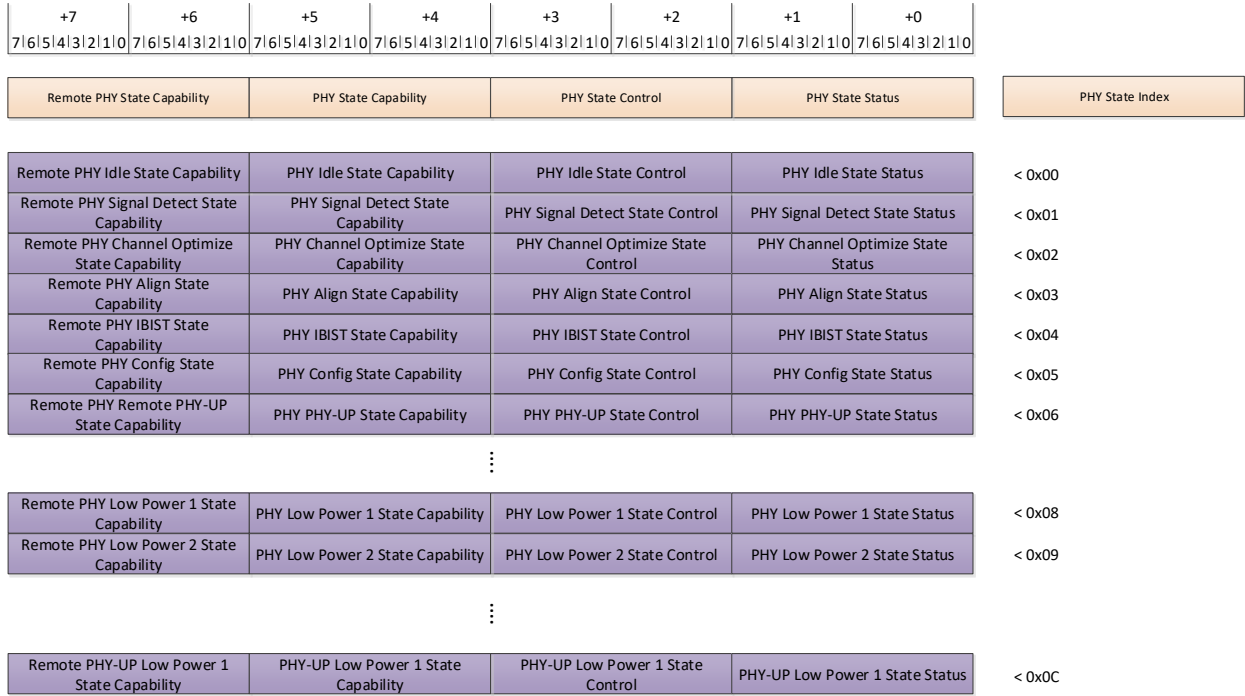 +7 +6 +5 +4 +3 +2 +1 +0
7 6 5 4 3 2 1 0 7 6 5 4 3 2 1 0 7 6 5 4 3 2 1 0 7 6 5 4 3 2 1 0 7 6 5 4 3 2 1 0 7 6 5 4 3 2 1 0 7 6 5 4 3 2 1 0 7 6 5 4 3 2 1 0
Remote PHY State Capability PHY State Capability PHY State Control PHY State Status PHY State Index
Remote PHY Idle State Capability PHY Idle State Capability PHY Idle State Control PHY Idle State Status < 0x00
Remote PHY Signal Detect State
Capability
PHY Signal Detect State
Capability
PHY Signal Detect State Control PHY Signal Detect State Status < 0x01
Remote PHY Channel Optimize
State Capability
PHY Channel Optimize State
Capability
PHY Channel Optimize State
Control
PHY Channel Optimize State
Status
< 0x02
Remote PHY Align State
Capability
PHY Align State Capability PHY Align State Control PHY Align State Status < 0x03
Remote PHY IBIST State
Capability
PHY IBIST State Capability PHY IBIST State Control PHY IBIST State Status < 0x04
Remote PHY Config State
Capability
PHY Config State Capability PHY Config State Control PHY Config State Status < 0x05
Remote PHY Remote PHY-UP
State Capability
PHY PHY-UP State Capability PHY PHY-UP State Control PHY PHY-UP State Status < 0x06
Remote PHY Low Power 1 State
Capability
PHY Low Power 1 State Capability PHY Low Power 1 State Control PHY Low Power 1 State Status < 0x08
Remote PHY Low Power 2 State
Capability
PHY Low Power 2 State Capability PHY Low Power 2 State Control PHY Low Power 2 State Status < 0x09
Remote PHY-UP Low Power 1
State Capability
PHY-UP Low Power 1 State
Capability
PHY-UP Low Power 1 State
Control
PHY-UP Low Power 1 State Status < 0x0C